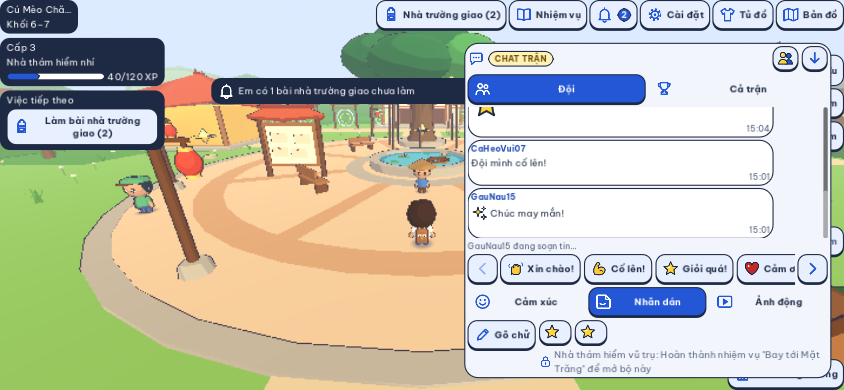 Cú Mèo Chă...
Khối 6-7
Cấp 3
Nhà thám hiểm nhí
40/120 XP
Việc tiếp theo
Làm bài nhà trường
giao (2)
Nhà trường giao (2)
Nhiệm vụ
2
Cài đặt
Tủ đồ
Bản đồ
Em có 1 bài nhà trường giao chưa làm
CHAT TRẬN
Đội
Cả trận
15:04
CaHeoVui07
Đội mình cố lên!
15:01
GauNau15
Chúc may mắn!
15:01
GauNau15 đang soạn tin...
Xin chào!
Cố lên!
Giỏi quá!
Cảm ơ
Cảm xúc
Nhãn dán
Ảnh động
Gõ chữ
Nhà thám hiểm vũ trụ: Hoàn thành nhiệm vụ "Bay tới Mặt
Trăng" để mở bộ này